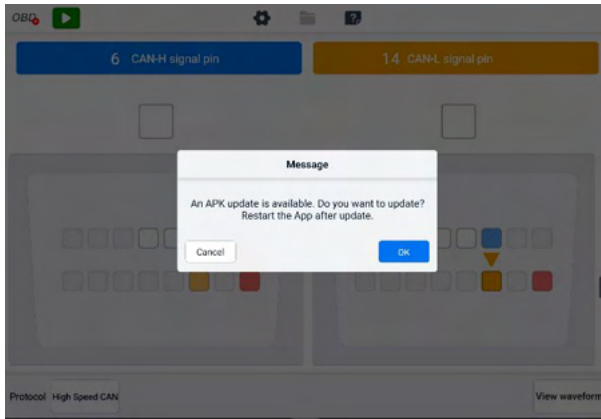 OBD
6 CAN-H signal pin
14 CAN-L signal pin
Message
An APK update is available. Do you want to update?
Restart the App after update.
Cancel
OK
Protocol High Speed CAN
View waveform